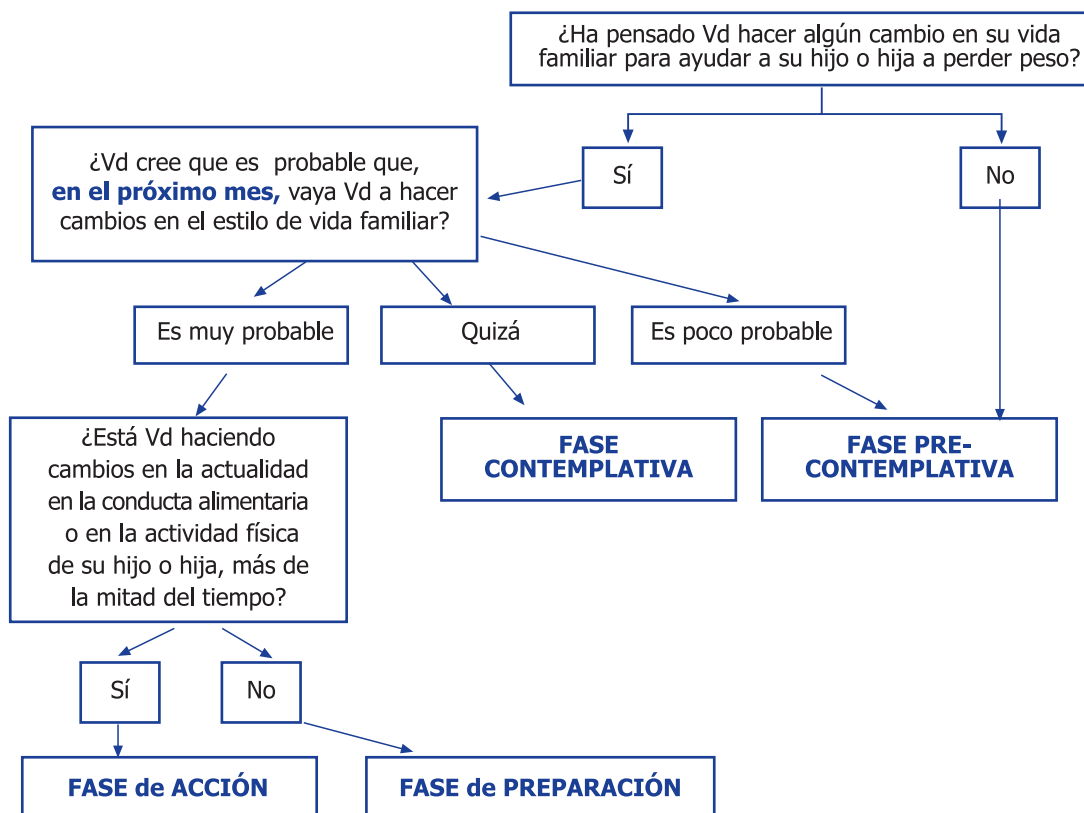 ¿Ha pensado Vd hacer algún cambio en su vida
familiar para ayudar a su hijo o hija a perder peso?
Sí
No
¿Vd cree que es probable que,
en el próximo mes, vaya Vd a hacer
cambios en el estilo de vida familiar?
Es muy probable
Quizá
Es poco probable
¿Está Vd haciendo
cambios en la actualidad
en la conducta alimentaria
o en la actividad física
de su hijo o hija, más de
la mitad del tiempo?
FASE
CONTEMPLATIVA
FASE PRE-
CONTEMPLATIVA
Sí
No
FASE de ACCIÓN
FASE de PREPARACIÓN